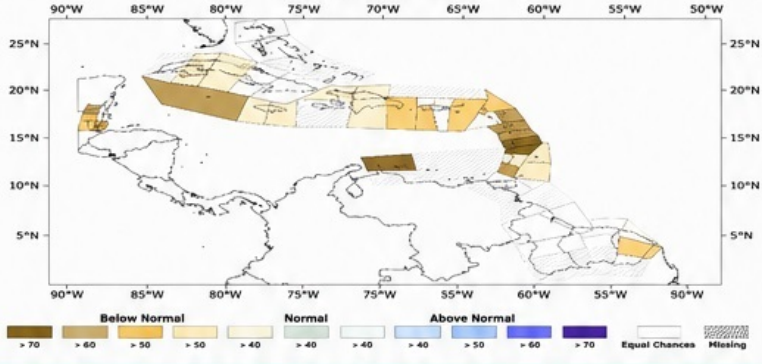 90°W 85°W 80°W 75°W 70°W 65°W 60°W 55°W 50°W
25°N 25°N
20°N 20°N
15°N 15°N
10°N 10°N
5°N 5°N
90°W 85°W 80°W 75°W 70°W 65°W 60°W 55°W 90°W
Below Normal Normal Above Normal
> 70 > 60 > 50 > 50 > 40 > 40 > 40 > 40 > 50 > 60 > 70 Equal Chances Missing